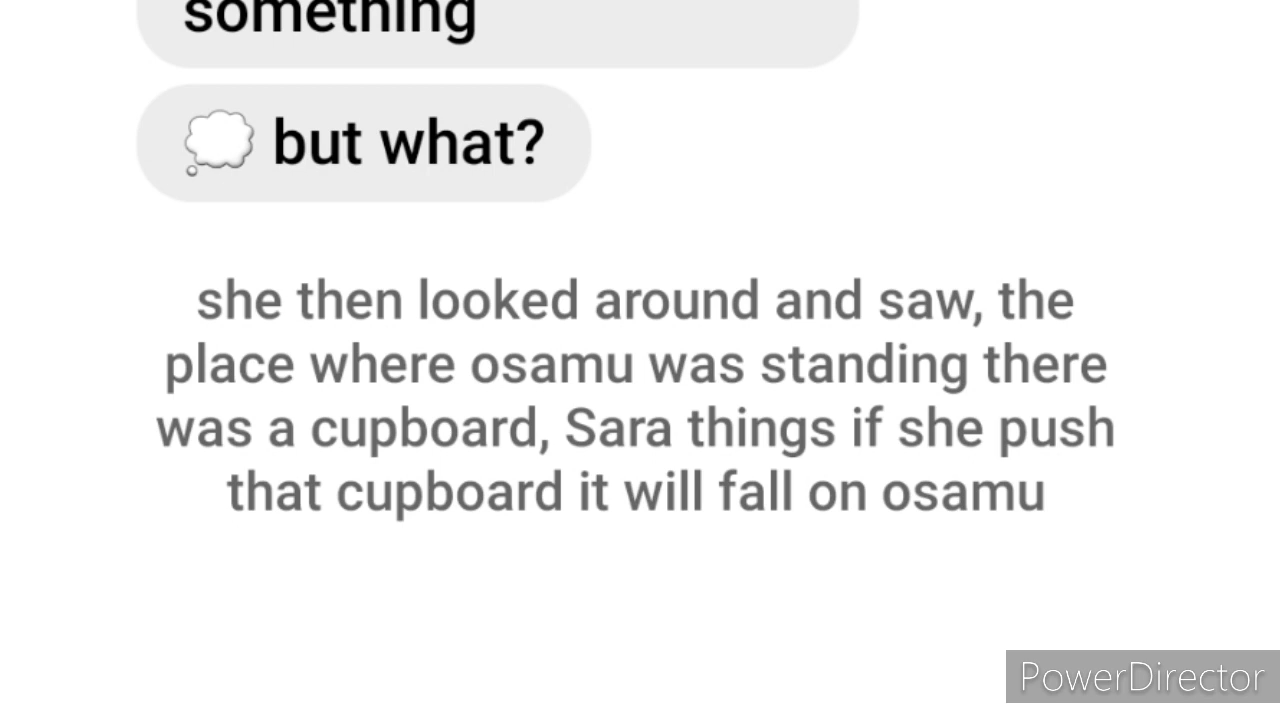 something
💭 but what?
she then looked around and saw, the
place where osamu was standing there
was a cupboard, Sara things if she push
that cupboard it will fall on osamu
PowerDirector